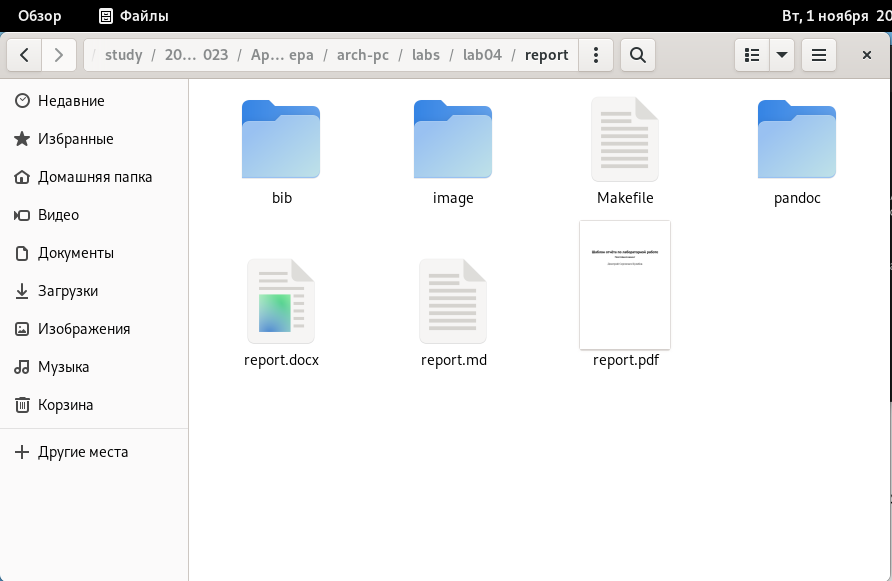 Обзор Файлы Вт, 1 ноября 20
study / 20… 023 / Ар… ера / arch-pc / labs / lab04 / report
Недавние
Избранные
Домашняя папка
Видео
Документы
Загрузки
Изображения
Музыка
Корзина
Другие места
bib image Makefile pandoc
Шаблон отчёта по лабораторной работе
report.docx report.md report.pdf